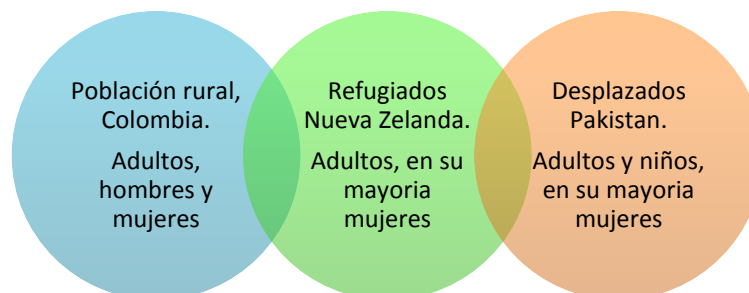 Población rural,
Colombia.
Adultos,
hombres y
mujeres
Refugiados
Nueva Zelanda.
Adultos, en su
mayoria
mujeres
Desplazados
Pakistan.
Adultos y niños,
en su mayoria
mujeres